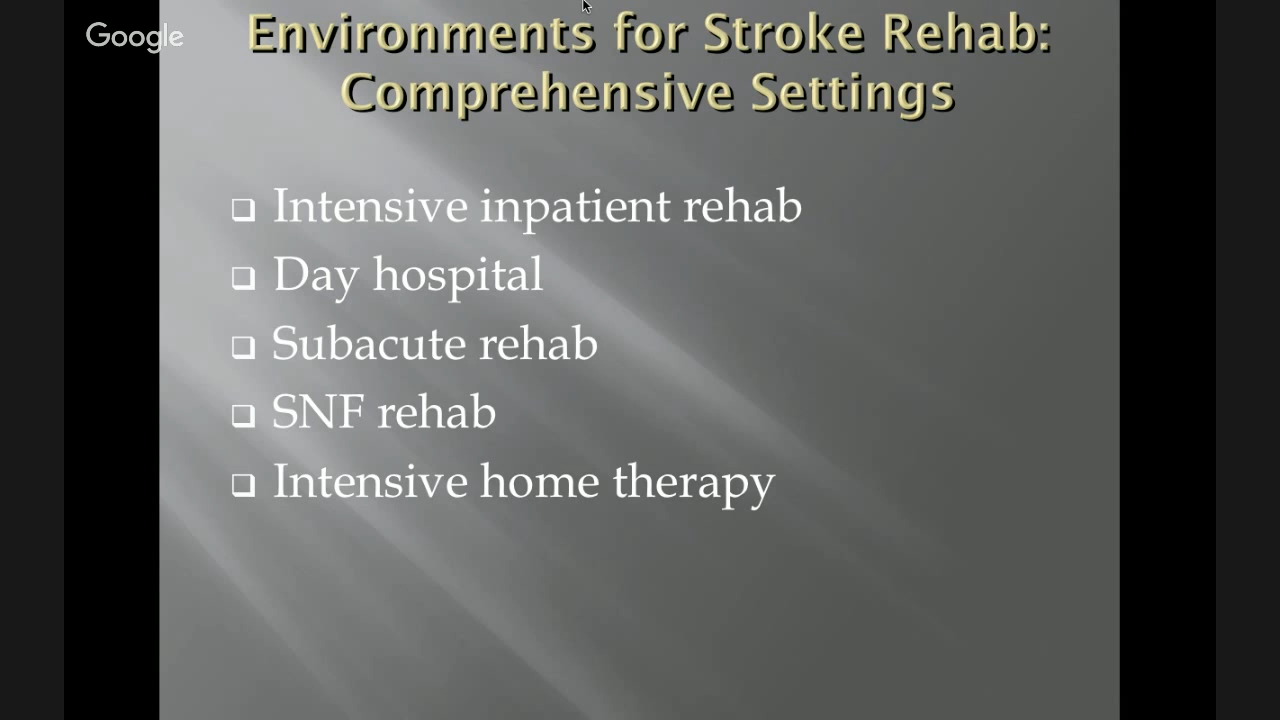 Google
Environments for Stroke Rehab:
Comprehensive Settings
Intensive inpatient rehab
Day hospital
Subacute rehab
SNF rehab
Intensive home therapy